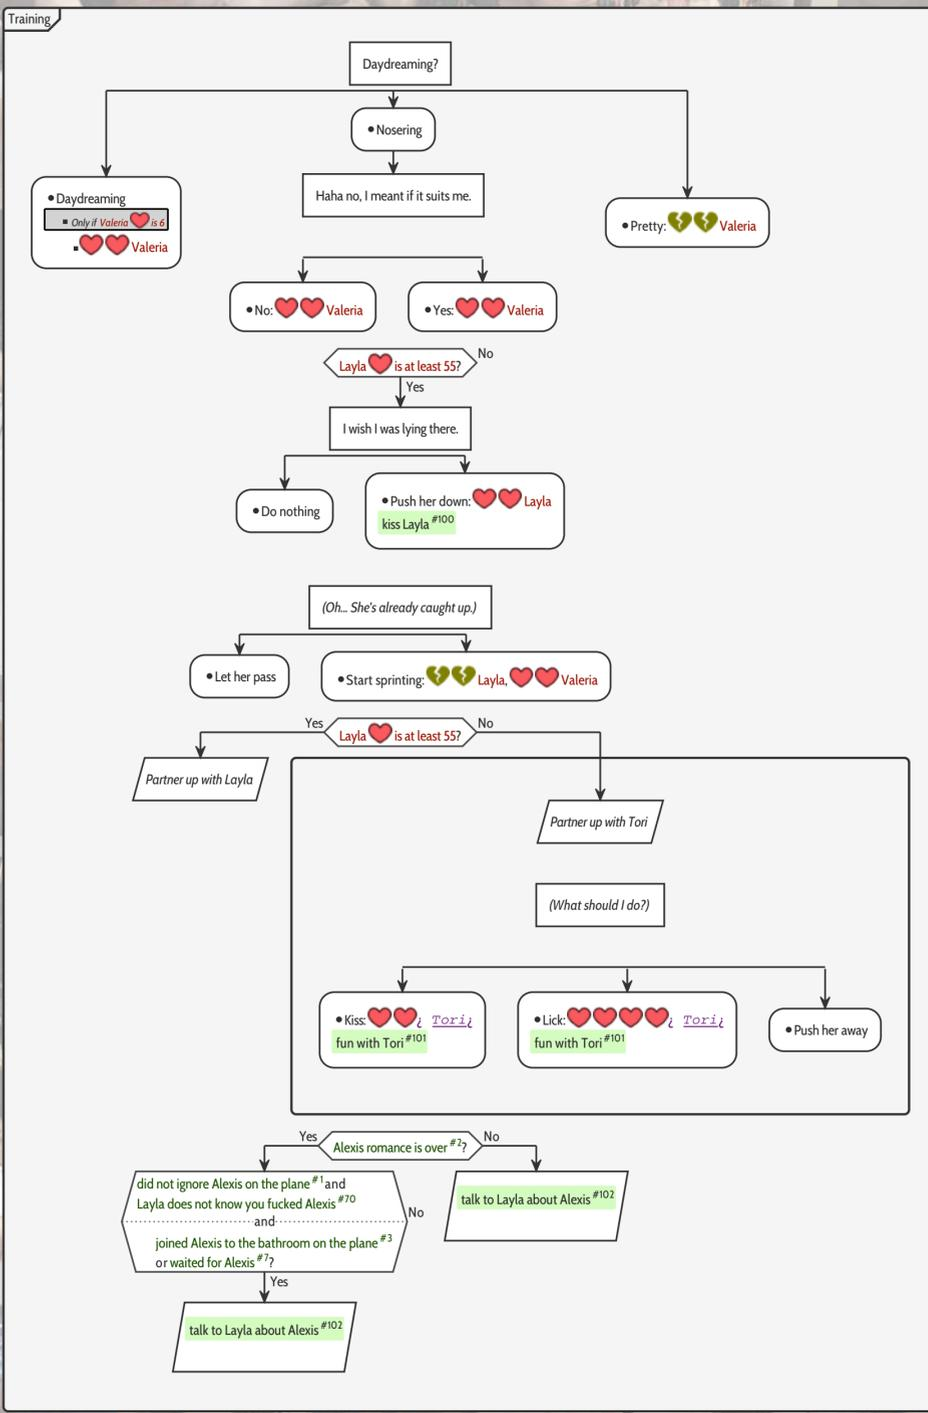 Training
Daydreaming?
• Nosering
• Daydreaming
▪ Only if Valeria ❤ is 6
▪ ❤❤ Valeria
Haha no, I meant if it suits me.
• Pretty: 💔💔 Valeria
• No: ❤❤ Valeria
• Yes: ❤❤ Valeria
Layla ❤ is at least 55?
No
Yes
I wish I was lying there.
• Do nothing
• Push her down: ❤❤ Layla
kiss Layla #100
(Oh... She's already caught up.)
• Let her pass
• Start sprinting: 💔💔 Layla, ❤❤ Valeria
Yes
Layla ❤ is at least 55?
No
Partner up with Layla
Partner up with Tori
(What should I do?)
• Kiss: ❤❤¿ Tori¿
fun with Tori #101
• Lick: ❤❤❤❤¿ Tori¿
fun with Tori #101
• Push her away
Yes
Alexis romance is over #2?
No
did not ignore Alexis on the plane #1 and
Layla does not know you fucked Alexis #70
and
joined Alexis to the bathroom on the plane #3
or waited for Alexis #7?
No
talk to Layla about Alexis #102
Yes
talk to Layla about Alexis #102